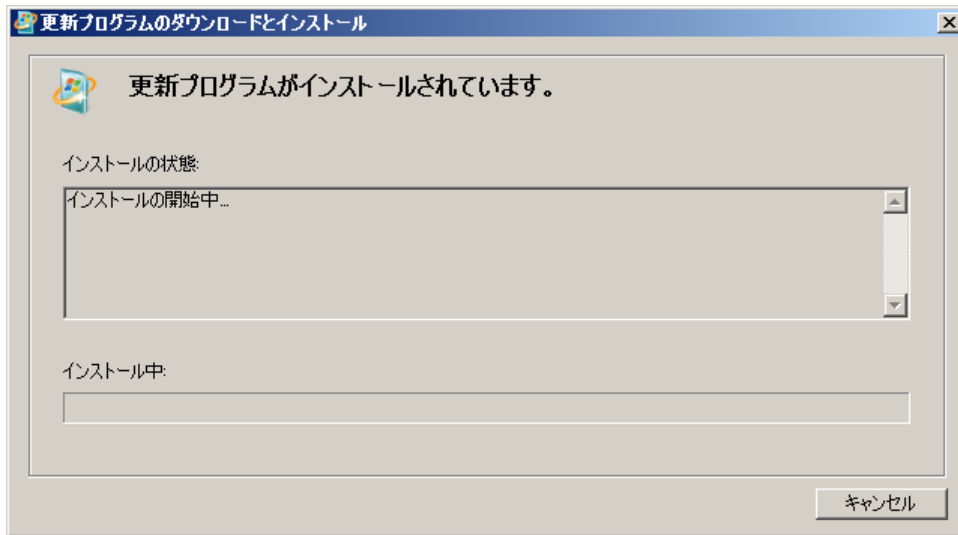 更新プログラムのダウンロードとインストール
更新プログラムがインストールされています。
インストールの状態:
インストールの開始中...
インストール中:
キャンセル